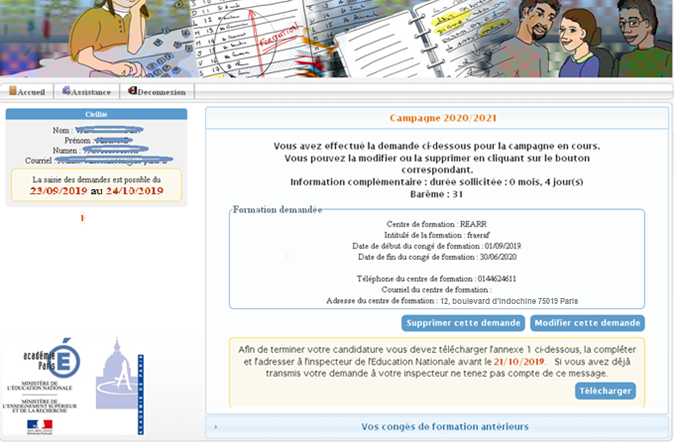 Formation
Accueil Assistance Deconnexion
Civilité
Nom :
Prénom :
Numen :
Courriel :
La saisie des demandes est possible du
23/09/2019 au 24/10/2019
Campagne 2020/2021
Vous avez effectué la demande ci-dessous pour la campagne en cours.
Vous pouvez la modifier ou la supprimer en cliquant sur le bouton
correspondant.
Information complémentaire : durée sollicitée : 0 mois, 4 jour(s)
Barème : 31
Formation demandée
Centre de formation : REARR
Intitulé de la formation : fraeraf
Date de début du congé de formation : 01/09/2019
Date de fin du congé de formation : 30/06/2020
Téléphone du centre de formation : 0144624611
Courriel du centre de formation :
Adresse du centre de formation : 12, boulevard d'Indochine 75019 Paris
Supprimer cette demande Modifier cette demande
Afin de terminer votre candidature vous devez télécharger l'annexe 1 ci-dessous, la compléter
et l'adresser à l'inspecteur de l'Education Nationale avant le 21/10/2019. Si vous avez déjà
transmis votre demande à votre inspecteur ne tenez pas compte de ce message.
Télécharger
Vos congés de formation antérieurs
académie
Paris
MINISTÈRE DE
L'ÉDUCATION NATIONALE
MINISTÈRE DE
L'ENSEIGNEMENT SUPÉRIEUR
ET DE LA RECHERCHE
ACADÉMIE DE PARIS